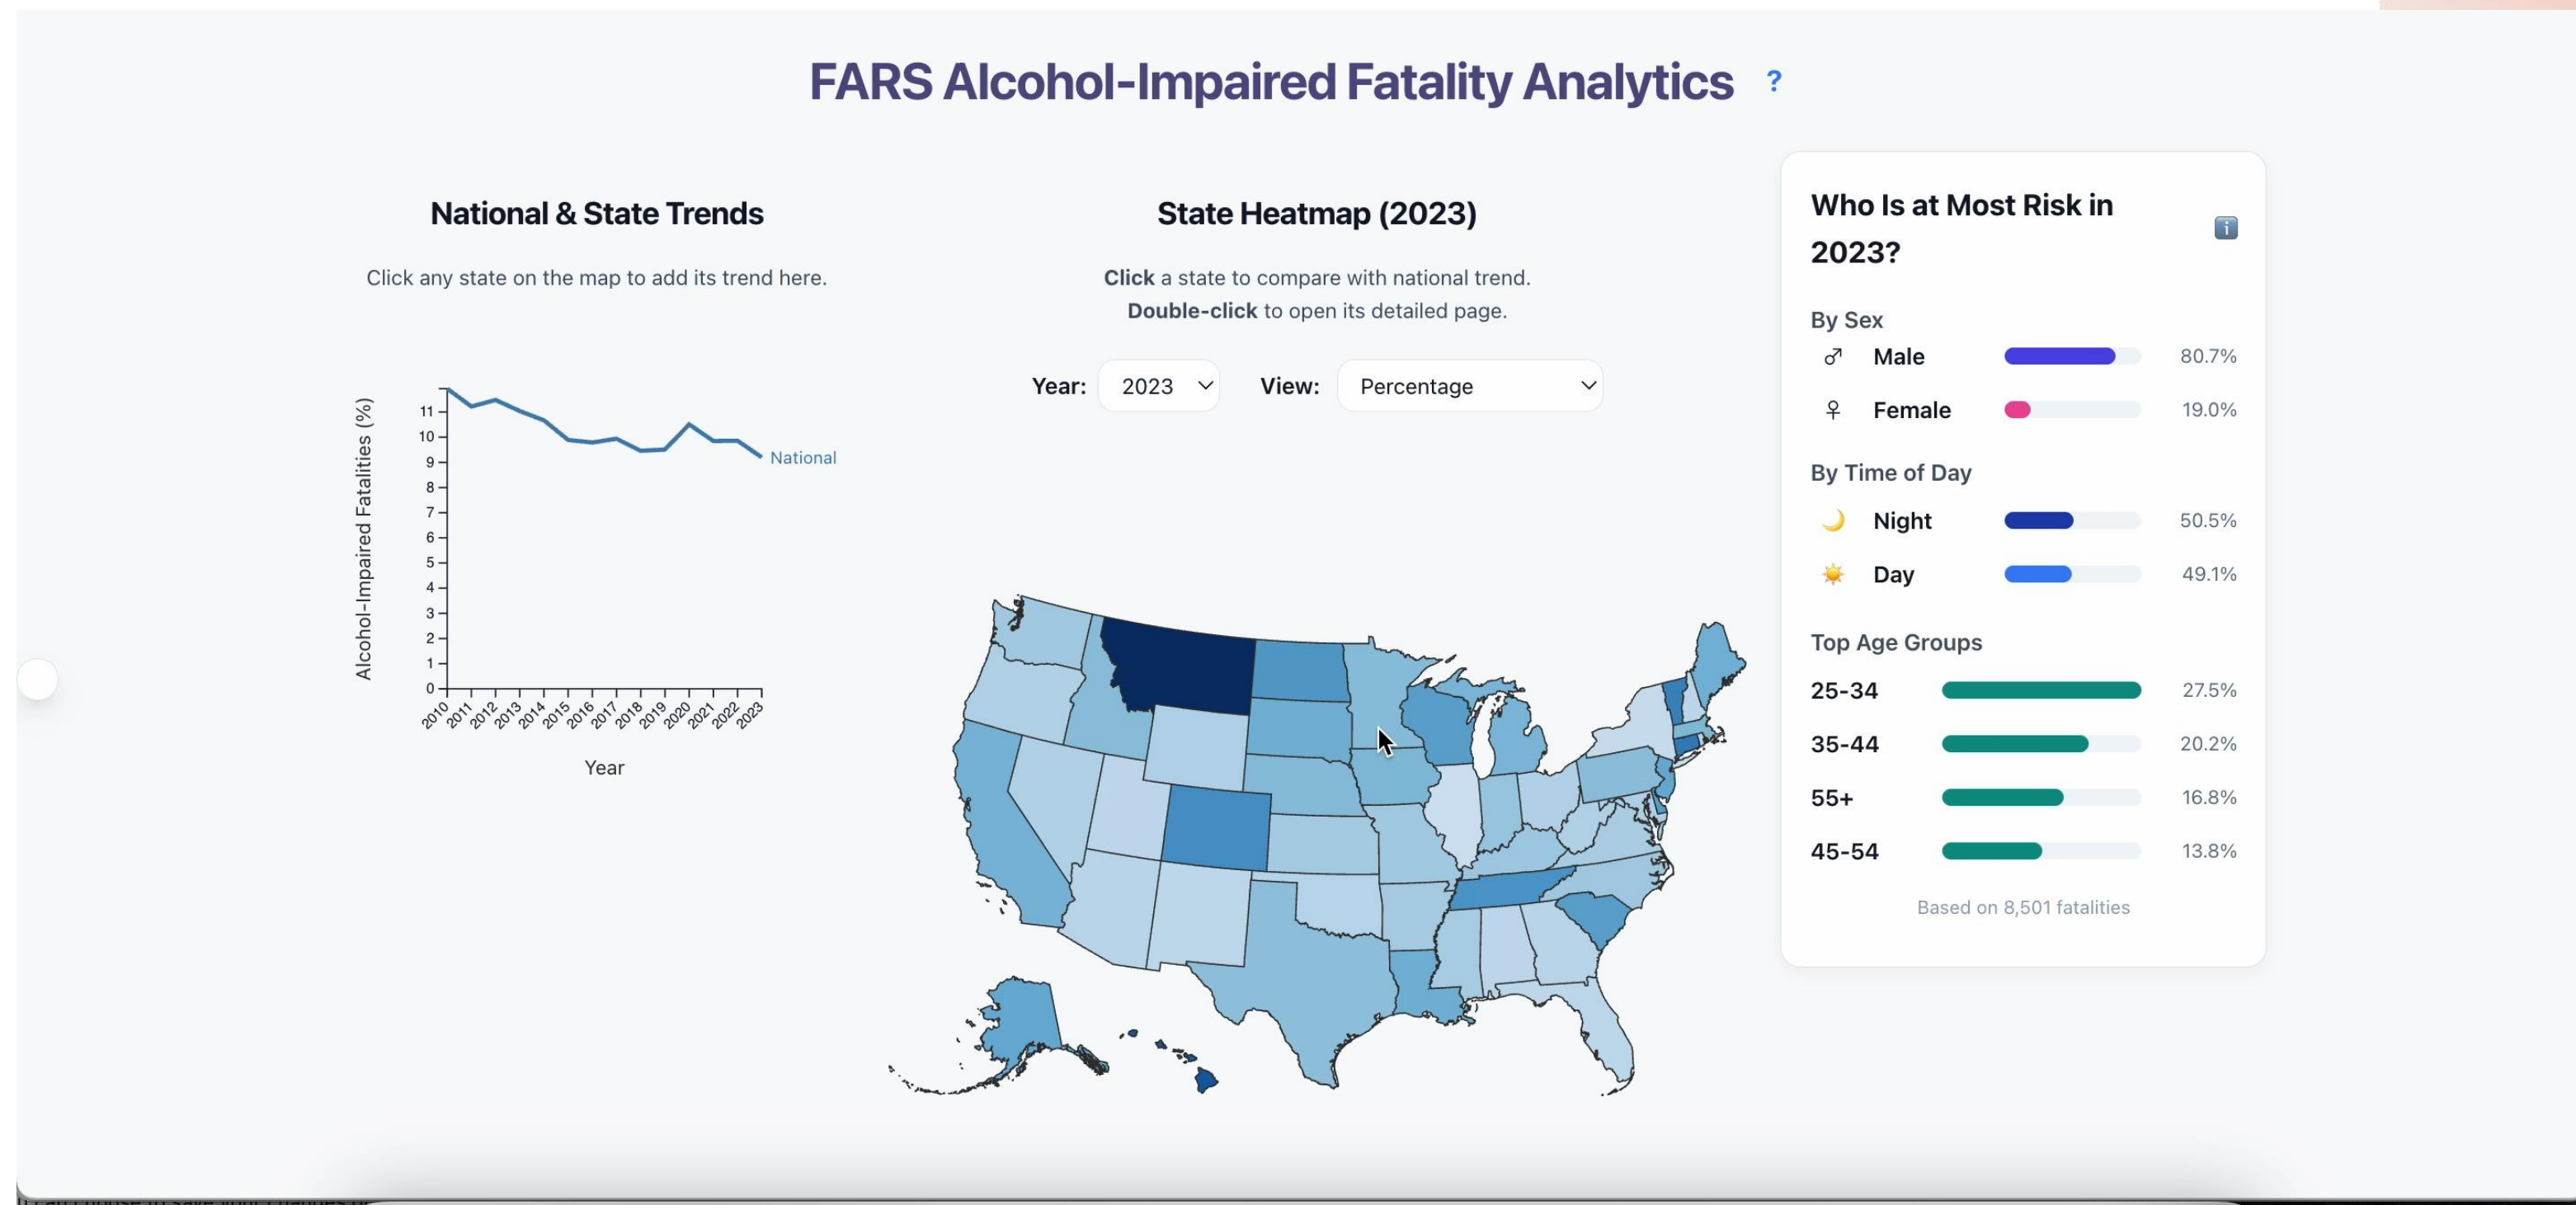 FARS Alcohol-Impaired Fatality Analytics ?
National & State Trends
Click any state on the map to add its trend here.
Alcohol-Impaired Fatalities (%)
11
10
9
8
7
6
5
4
3
2
1
0
National
2010 2011 2012 2013 2014 2015 2016 2017 2018 2019 2020 2021 2022 2023
Year
State Heatmap (2023)
Click a state to compare with national trend.
Double-click to open its detailed page.
Year: 2023 View: Percentage
Who Is at Most Risk in
2023?
i
By Sex
♂ Male 80.7%
♀ Female 19.0%
By Time of Day
Night 50.5%
Day 49.1%
Top Age Groups
25-34 27.5%
35-44 20.2%
55+ 16.8%
45-54 13.8%
Based on 8,501 fatalities